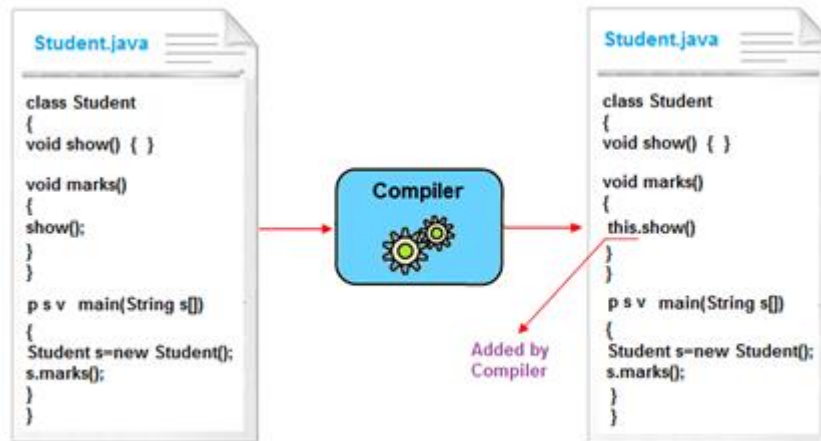 Student.java
class Student
{
void show() { }
void marks()
{
show();
}
}
p s v main(String s[])
{
Student s=new Student();
s.marks();
}
}
Compiler
Student.java
class Student
{
void show() { }
void marks()
{
this.show()
}
}
p s v main(String s[])
{
Student s=new Student();
s.marks();
}
}
Added by
Compiler